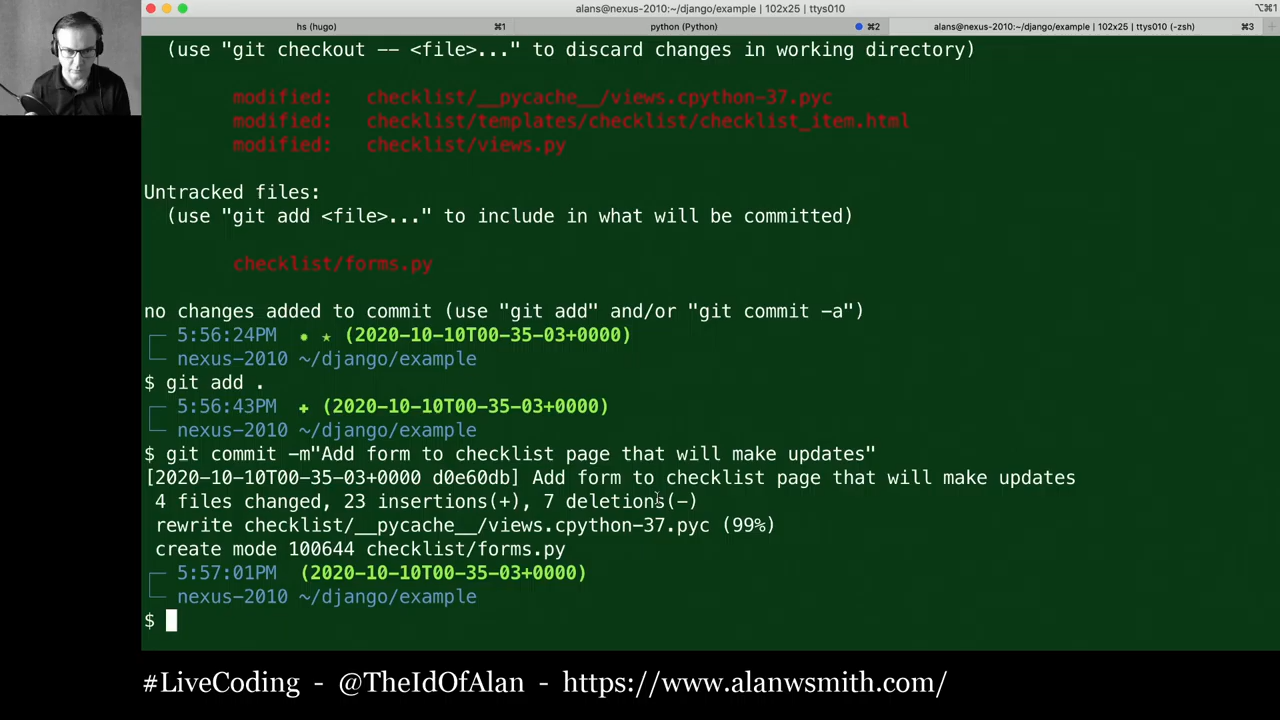 alans@nexus-2010:~/django/example | 102x25 | ttys010
⌥⌘1
hs (hugo) ⌘1 python (Python) ⌘2 alans@nexus-2010:~/django/example | 102x25 | ttys010 (-zsh) ⌘3
(use "git checkout -- <file>..." to discard changes in working directory)
modified:   checklist/__pycache__/views.cpython-37.pyc
modified:   checklist/templates/checklist/checklist_item.html
modified:   checklist/views.py
Untracked files:
(use "git add <file>..." to include in what will be committed)
checklist/forms.py
no changes added to commit (use "git add" and/or "git commit -a")
5:56:24PM ● ★ (2020-10-10T00-35-03+0000)
nexus-2010 ~/django/example
$ git add .
5:56:43PM ✚ (2020-10-10T00-35-03+0000)
nexus-2010 ~/django/example
$ git commit -m"Add form to checklist page that will make updates"
[2020-10-10T00-35-03+0000 d0e60db] Add form to checklist page that will make updates
4 files changed, 23 insertions(+), 7 deletions(-)
rewrite checklist/__pycache__/views.cpython-37.pyc (99%)
create mode 100644 checklist/forms.py
5:57:01PM (2020-10-10T00-35-03+0000)
nexus-2010 ~/django/example
$
#LiveCoding - @TheIdOfAlan - https://www.alanwsmith.com/